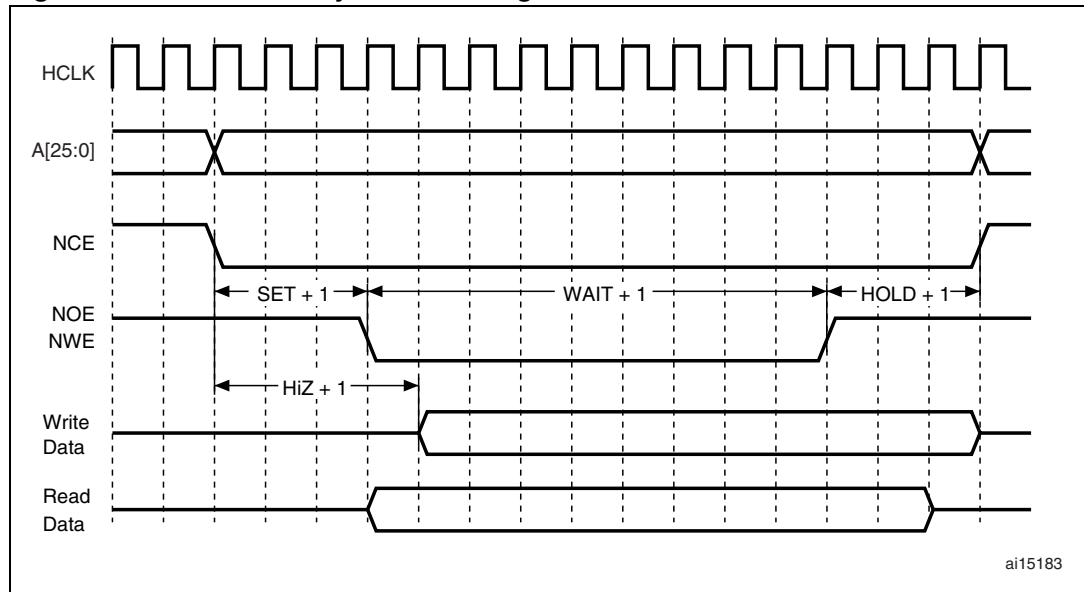 HCLK
A[25:0]
NCE
SET + 1
WAIT + 1
HOLD + 1
NOE
NWE
HiZ + 1
Write
Data
Read
Data
ai15183